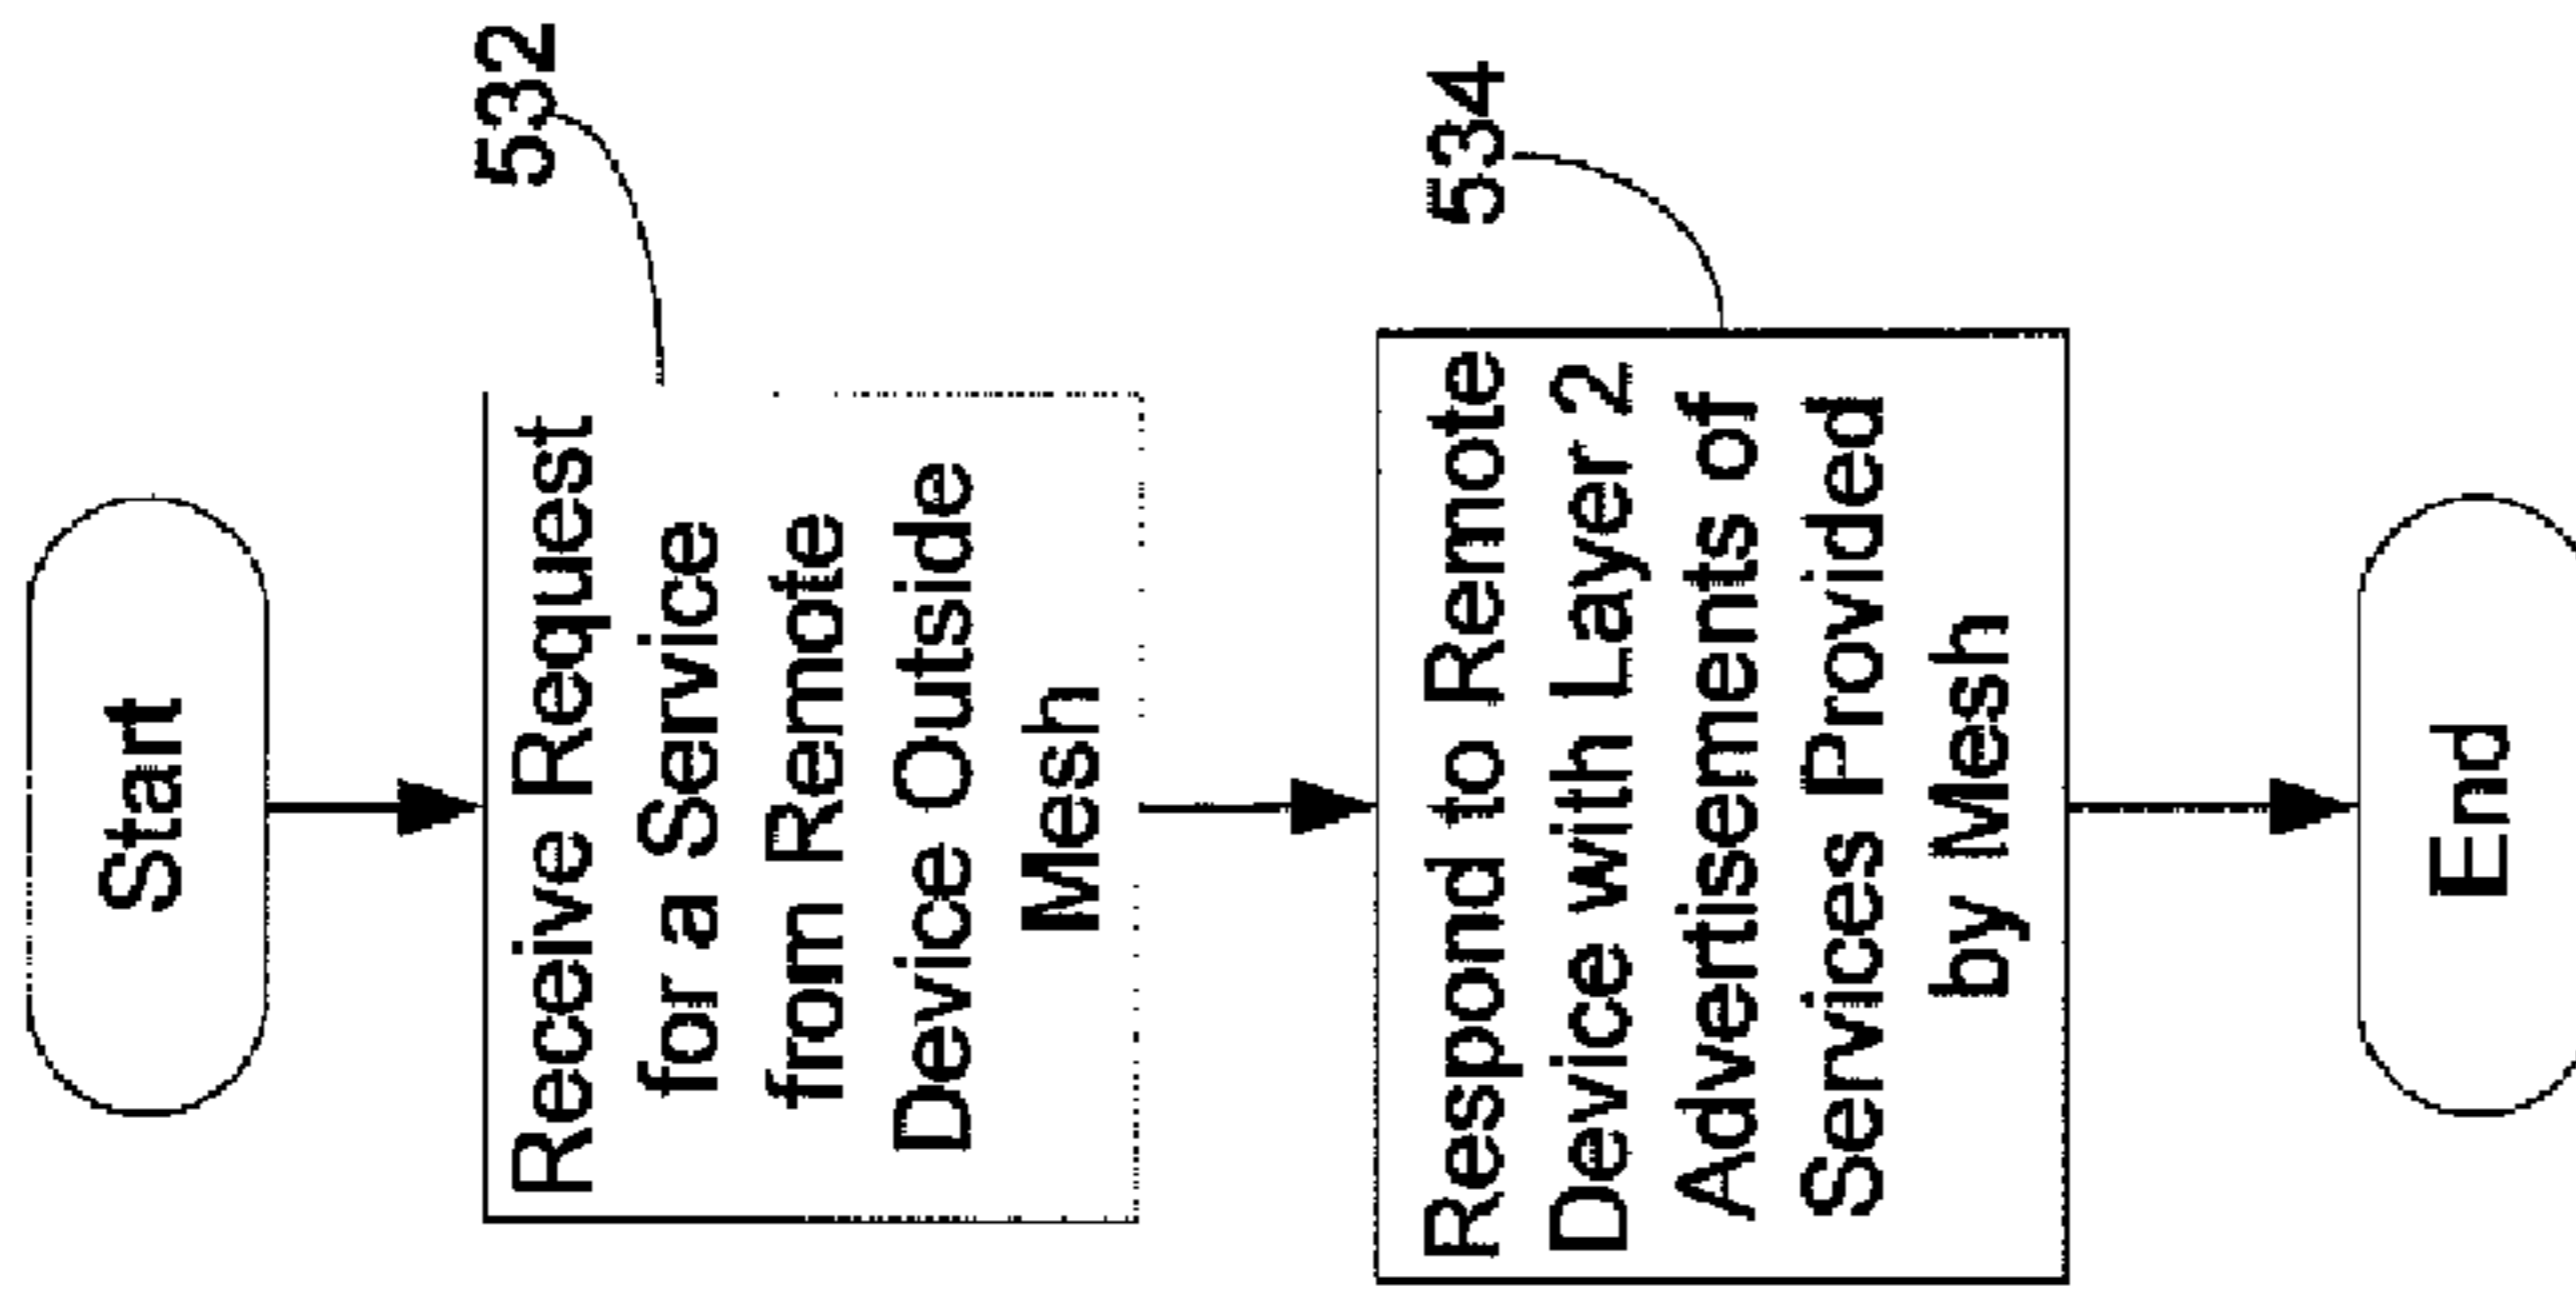 Start
532
Receive Request
for a Service
from Remote
Device Outside
Mesh
534
Respond to Remote
Device with Layer 2
Advertisements of
Services Provided
by Mesh
End